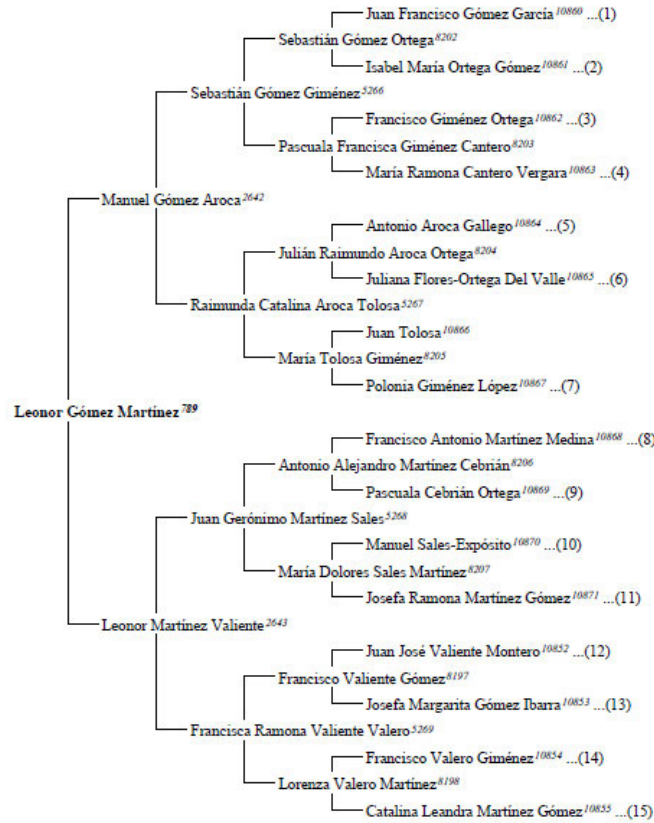 Juan Francisco Gómez García 10860 ...(1)
Sebastián Gómez Ortega 8202
Isabel María Ortega Gómez 10861 ...(2)
Sebastián Gómez Giménez 5266
Francisco Giménez Ortega 10862 ...(3)
Pascuala Francisca Giménez Cantero 8203
María Ramona Cantero Vergara 10863 ...(4)
Manuel Gómez Aroca 2642
Antonio Aroca Gallego 10864 ...(5)
Julián Raimundo Aroca Ortega 8204
Juliana Flores-Ortega Del Valle 10865 ...(6)
Raimunda Catalina Aroca Tolosa 5267
Juan Tolosa 10866
María Tolosa Giménez 8205
Polonia Giménez López 10867 ...(7)
Leonor Gómez Martínez 789
Francisco Antonio Martínez Medina 10868 ...(8)
Antonio Alejandro Martínez Cebrián 8206
Pascuala Cebrián Ortega 10869 ...(9)
Juan Gerónimo Martínez Sales 5268
Manuel Sales-Expósito 10870 ...(10)
María Dolores Sales Martínez 8207
Josefa Ramona Martínez Gómez 10871 ...(11)
Leonor Martínez Valiente 2643
Juan José Valiente Montero 10852 ...(12)
Francisco Valiente Gómez 8197
Josefa Margarita Gómez Ibarra 10853 ...(13)
Francisca Ramona Valiente Valero 5269
Francisco Valero Giménez 10854 ...(14)
Lorenza Valero Martínez 8198
Catalina Leandra Martínez Gómez 10855 ...(15)